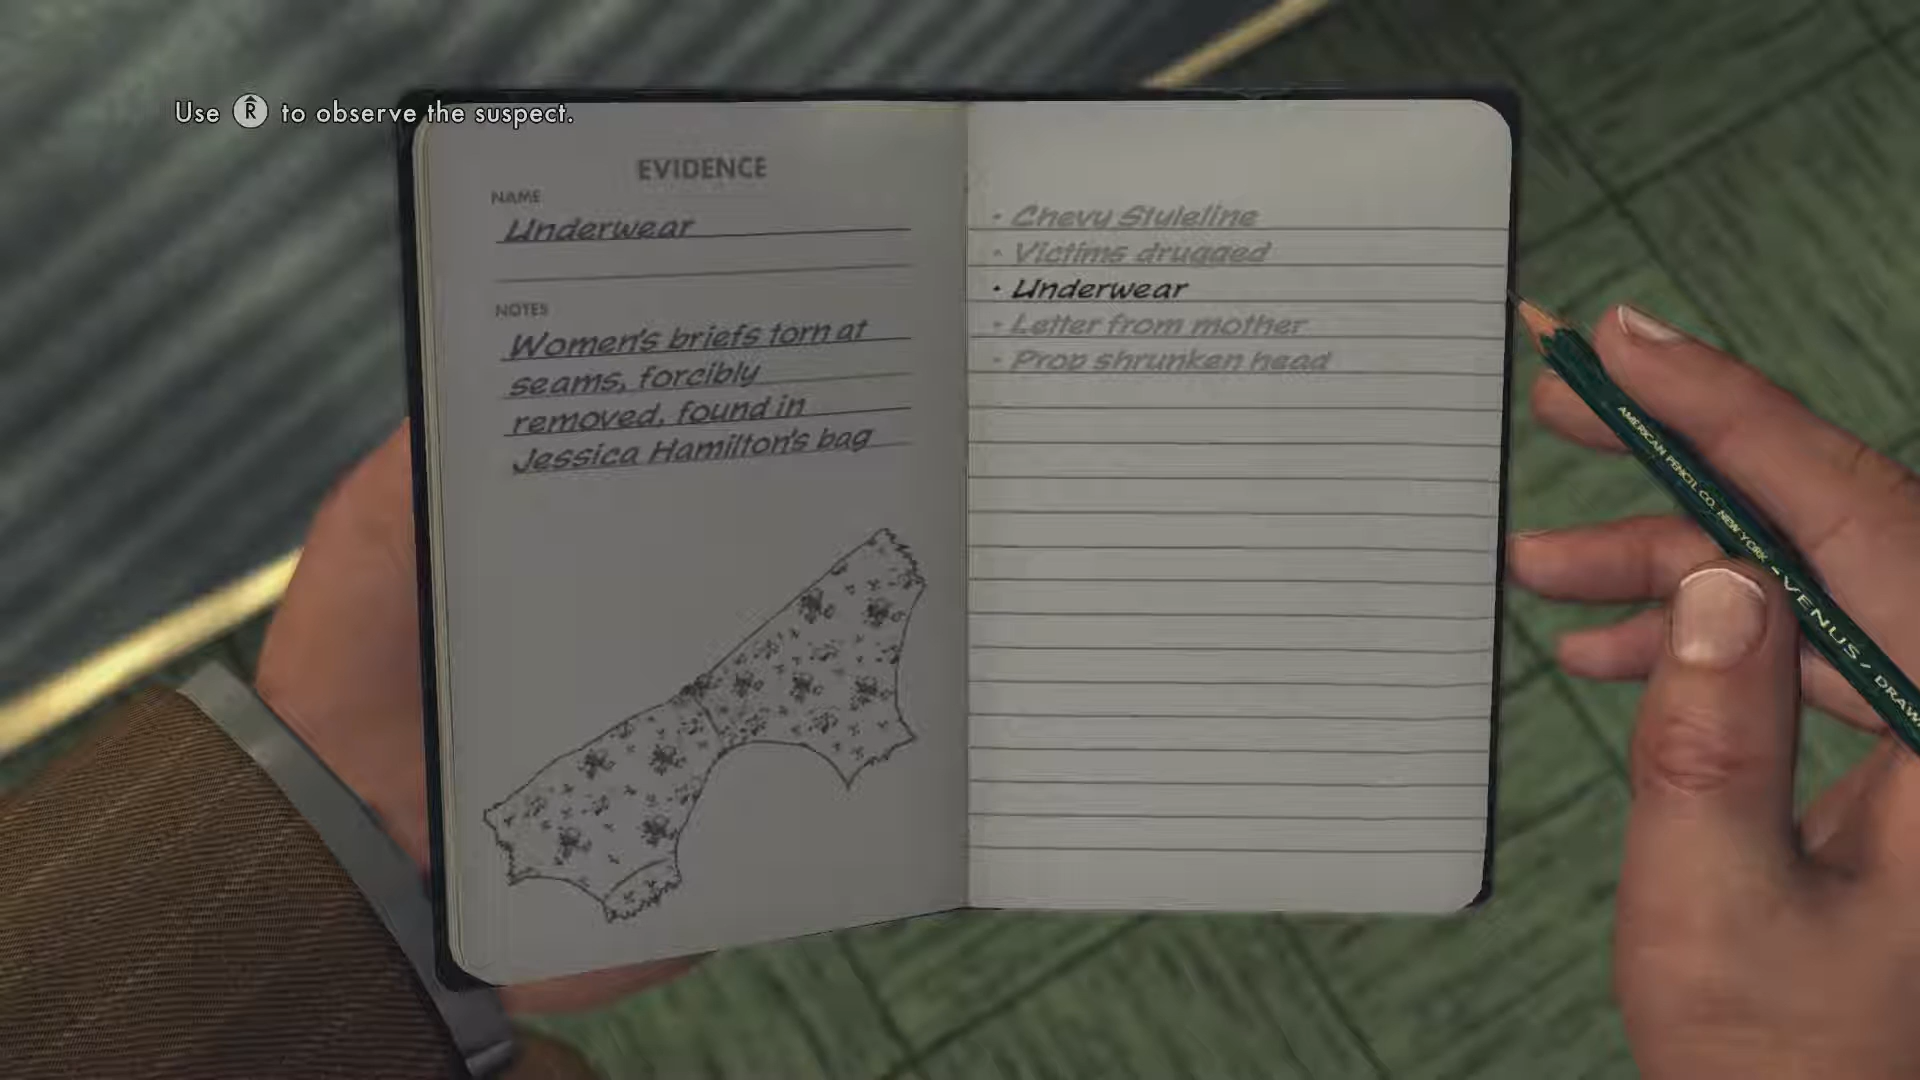 Use R to observe the suspect.
EVIDENCE
NAME
Underwear
NOTES
Women's briefs torn at
seams, forcibly
removed, found in
Jessica Hamilton's bag
• Chevy Styleline
• Victims drugged
• Underwear
• Letter from mother
• Prop shrunken head
AMERICAN PENCIL CO. NEW YORK
VENUS
DRAW